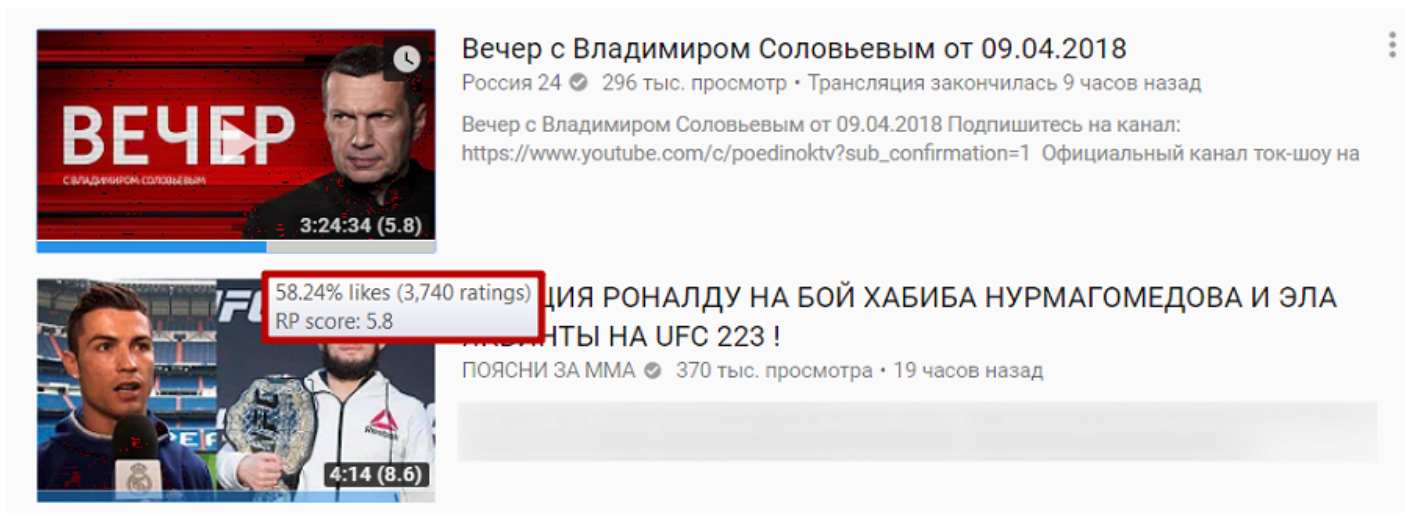 Вечер с Владимиром Соловьевым от 09.04.2018
Россия 24 296 тыс. просмотр • Трансляция закончилась 9 часов назад
Вечер с Владимиром Соловьевым от 09.04.2018 Подпишитесь на канал:
https://www.youtube.com/c/poedinoktv?sub_confirmation=1 Официальный канал ток-шоу на
ВЕЧЕР
С ВЛАДИМИРОМ СОЛОВЬЕВЫМ
3:24:34 (5.8)
58.24% likes (3,740 ratings)
RP score: 5.8
ЦИЯ РОНАЛДУ НА БОЙ ХАБИБА НУРМАГОМЕДОВА И ЭЛА
НА UFC 223 !
ПОЯСНИ ЗА ММА 370 тыс. просмотра • 19 часов назад
UFC
Reebok
4:14 (8.6)